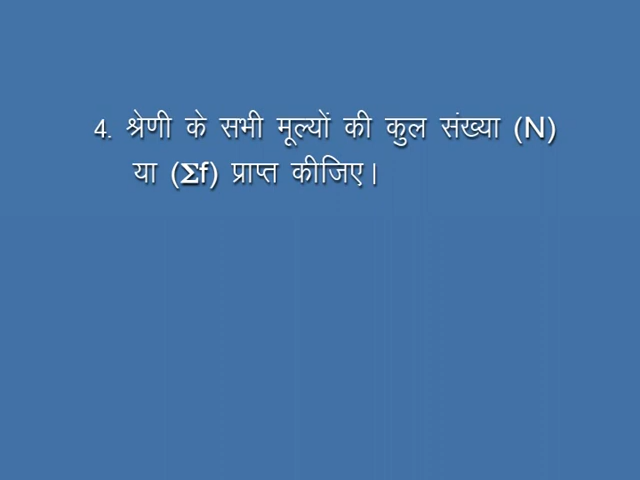 4. श्रेणी के सभी मूल्यों की कुल संख्या (N)
या (Σf) प्राप्त कीजिए।